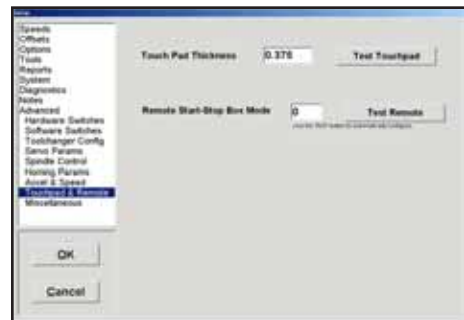 Setup
Speeds
Offsets
Options
Tools
Reports
System
Diagnostics
Notes
Advanced
Hardware Switches
Software Switches
Toolchanger Config
Servo Params
Spindle Control
Homing Params
Accel & Speed
Touchpad & Remote
Miscellaneous
Touch Pad Thickness 0.375 Test Touchpad
Remote Start-Stop Box Mode 0 Test Remote
OK
Cancel